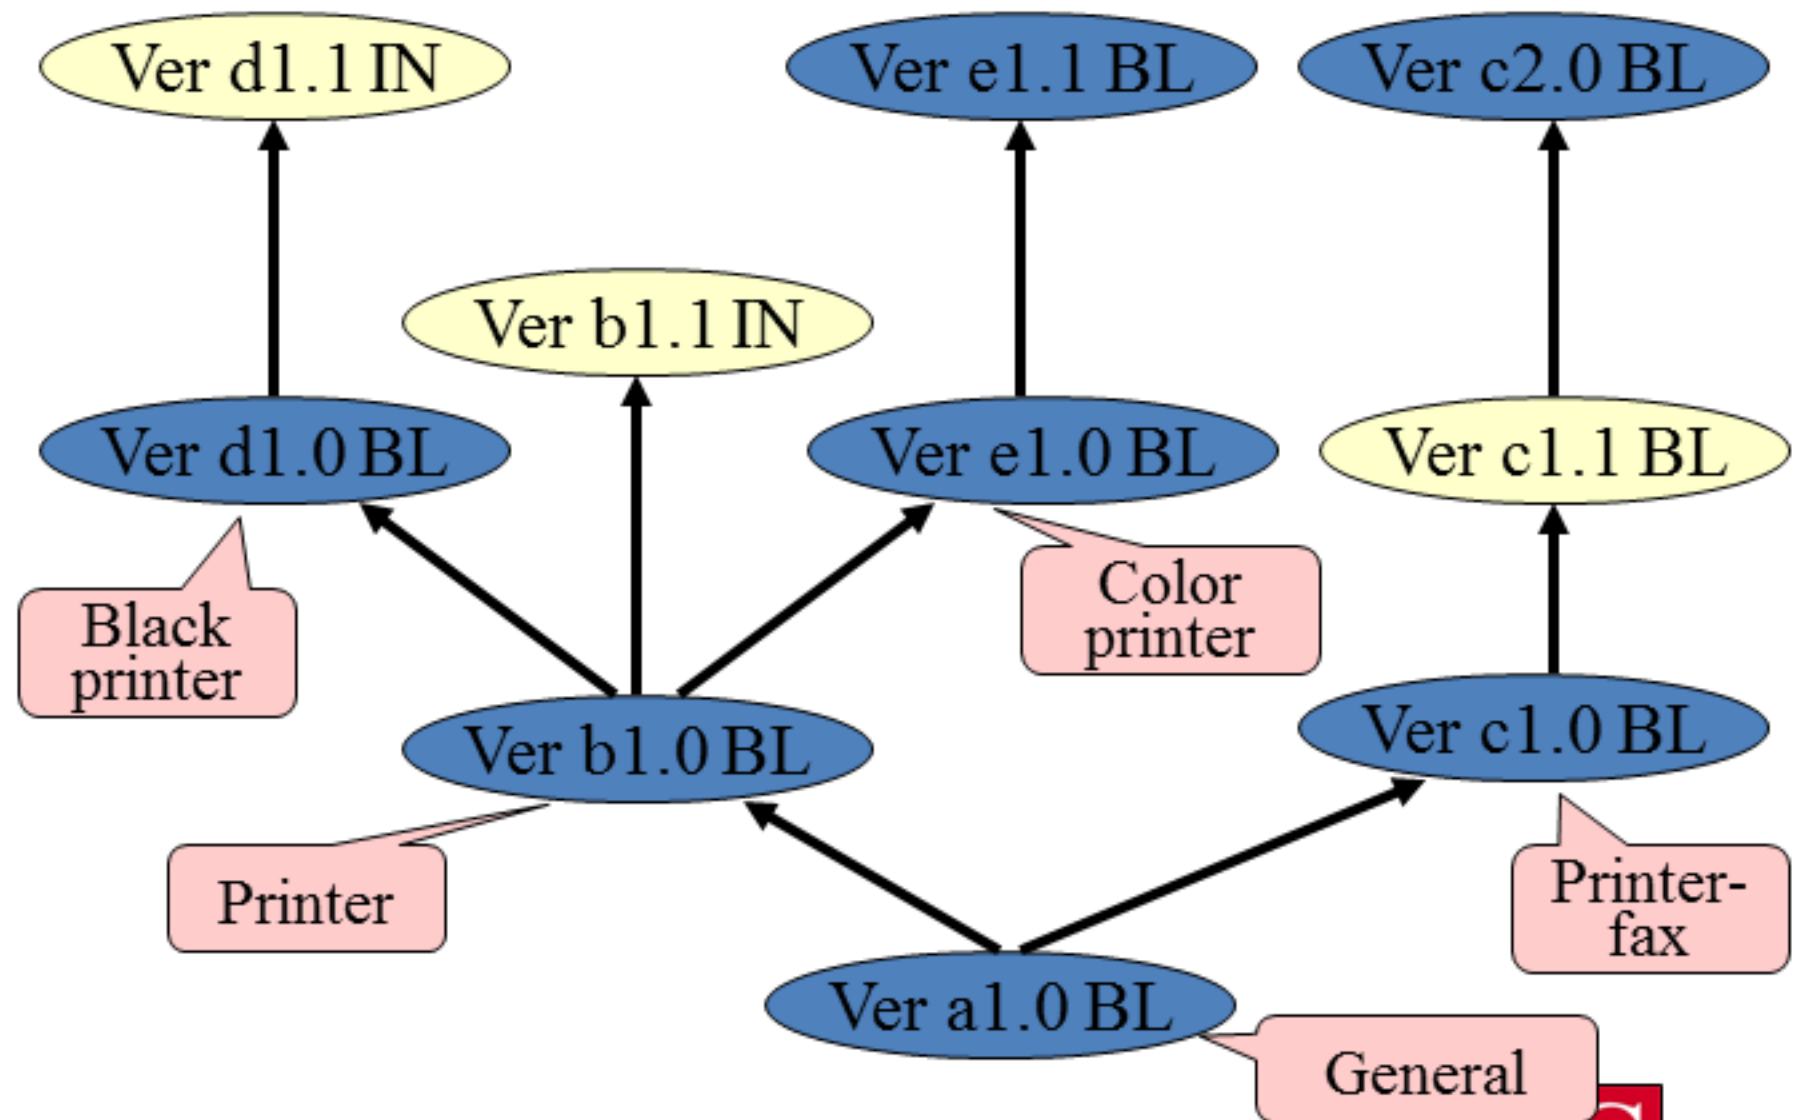 Ver d1.1 IN
Ver e1.1 BL
Ver c2.0 BL
Ver b1.1 IN
Ver d1.0 BL
Ver e1.0 BL
Ver c1.1 BL
Black
printer
Color
printer
Ver b1.0 BL
Ver c1.0 BL
Printer
Printer-
fax
Ver a1.0 BL
General